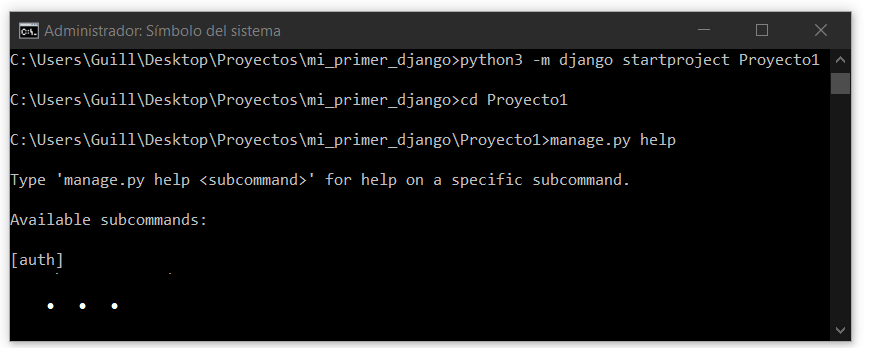 Administrador: Símbolo del sistema
C:\Users\Guill\Desktop\Proyectos\mi_primer_django>python3 -m django startproject Proyecto1
C:\Users\Guill\Desktop\Proyectos\mi_primer_django>cd Proyecto1
C:\Users\Guill\Desktop\Proyectos\mi_primer_django\Proyecto1>manage.py help
Type 'manage.py help <subcommand>' for help on a specific subcommand.
Available subcommands:
[auth]
. . .